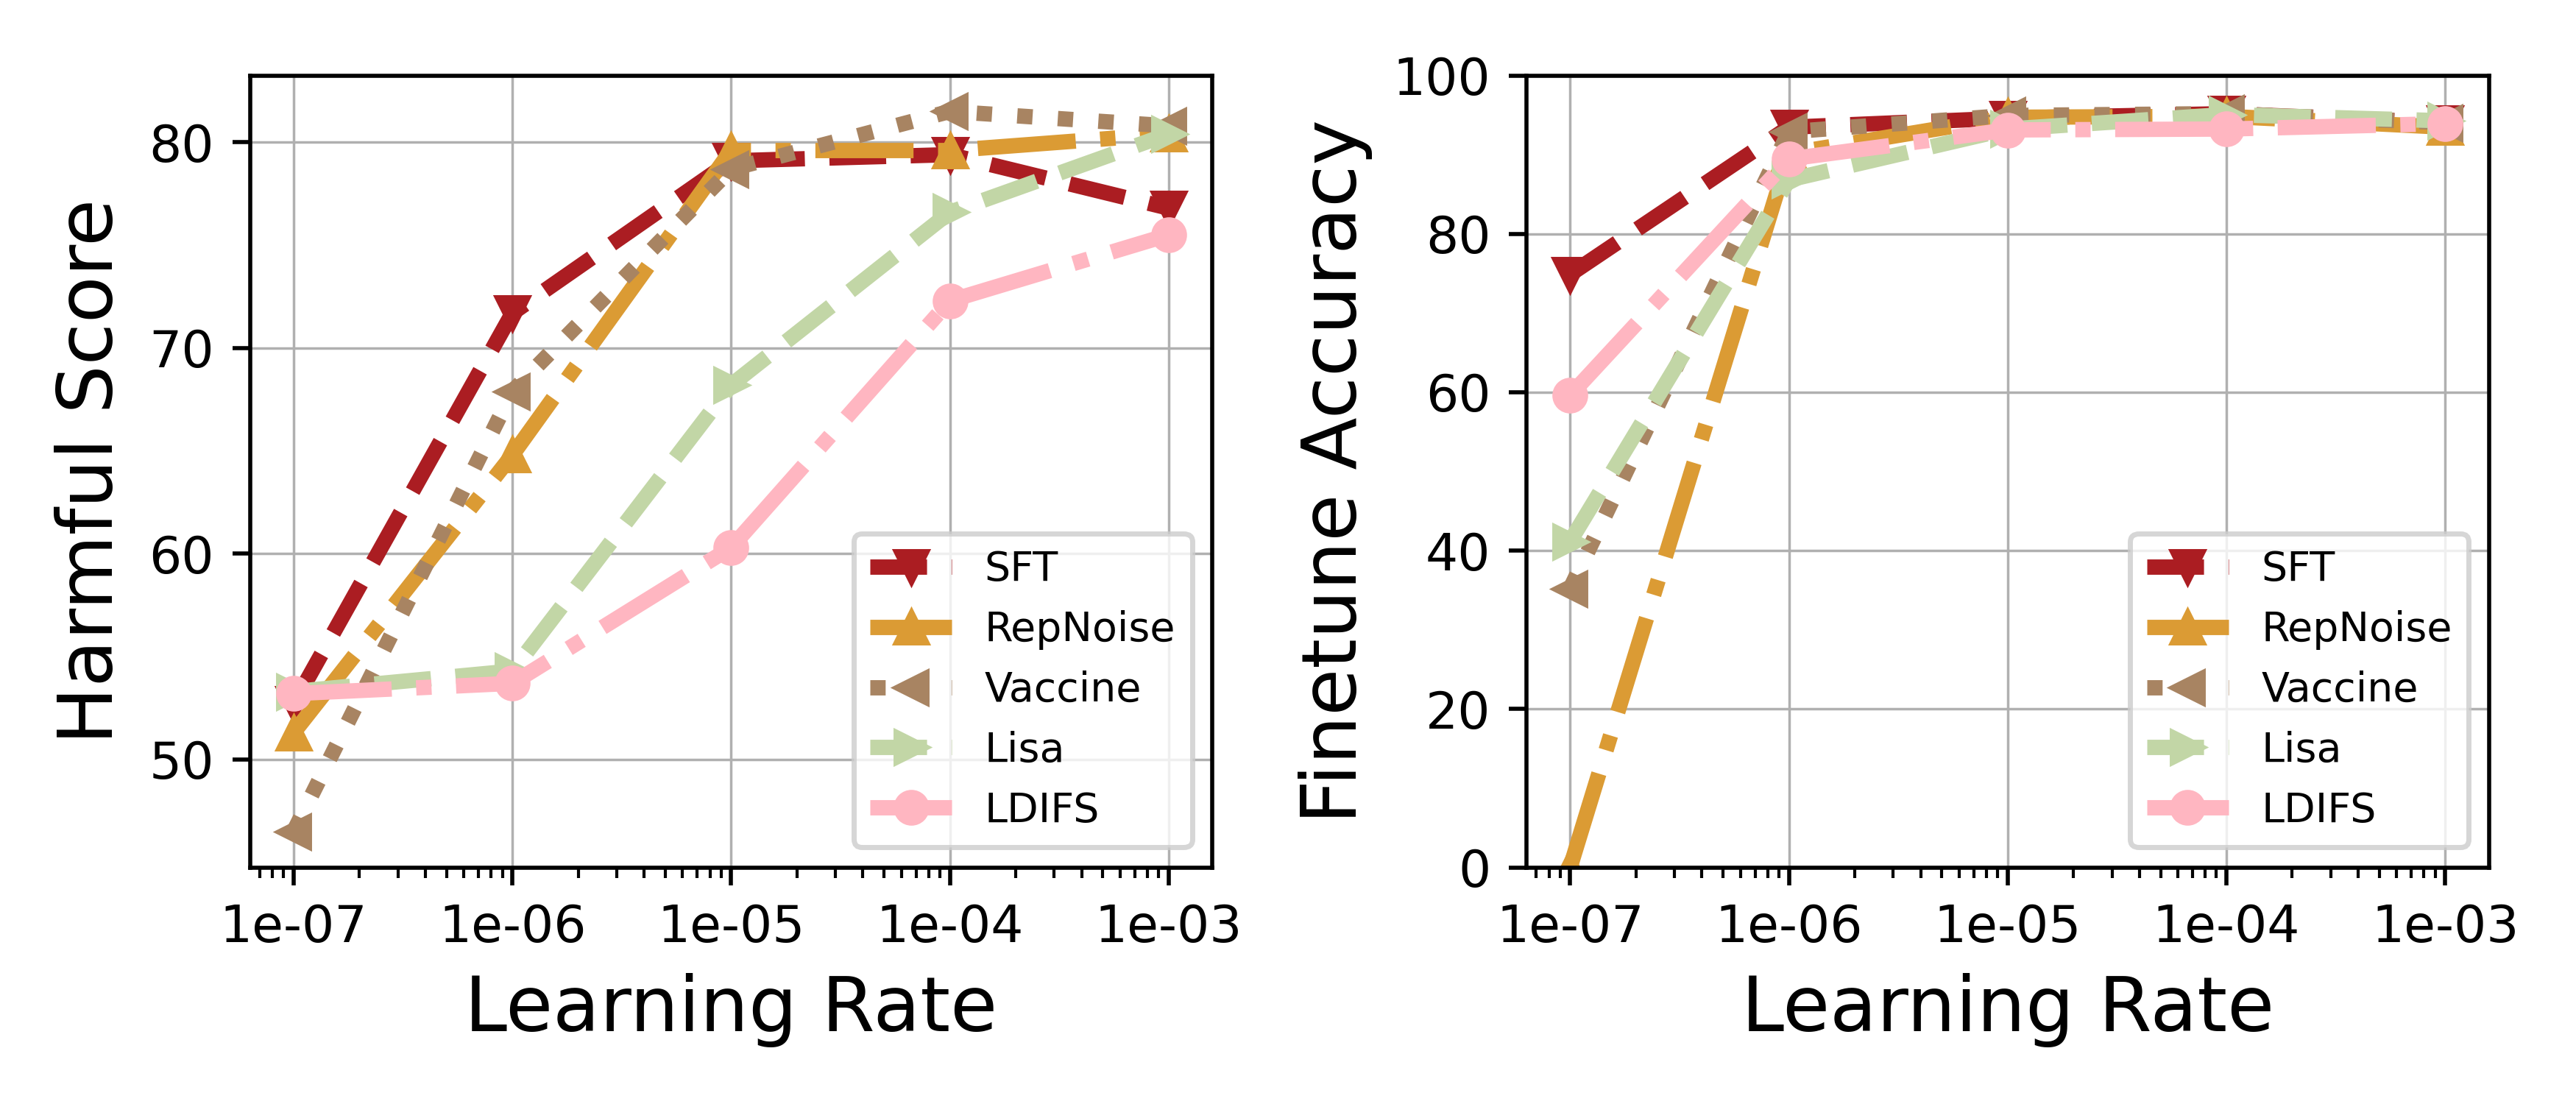 Harmful Score
80
70
60
50
SFT
RepNoise
Vaccine
Lisa
LDIFS
1e-07 1e-06 1e-05 1e-04 1e-03
Learning Rate
Finetune Accuracy
100
80
60
40
20
0
SFT
RepNoise
Vaccine
Lisa
LDIFS
1e-07 1e-06 1e-05 1e-04 1e-03
Learning Rate